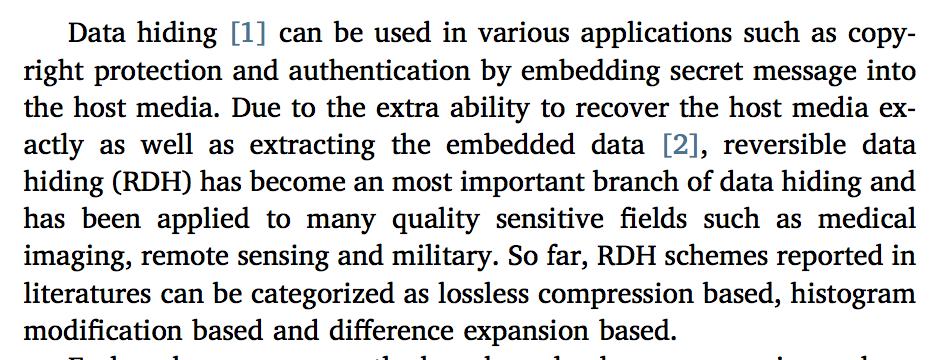 Data hiding [1] can be used in various applications such as copy-
right protection and authentication by embedding secret message into
the host media. Due to the extra ability to recover the host media ex-
actly as well as extracting the embedded data [2], reversible data
hiding (RDH) has become an most important branch of data hiding and
has been applied to many quality sensitive fields such as medical
imaging, remote sensing and military. So far, RDH schemes reported in
literatures can be categorized as lossless compression based, histogram
modification based and difference expansion based.